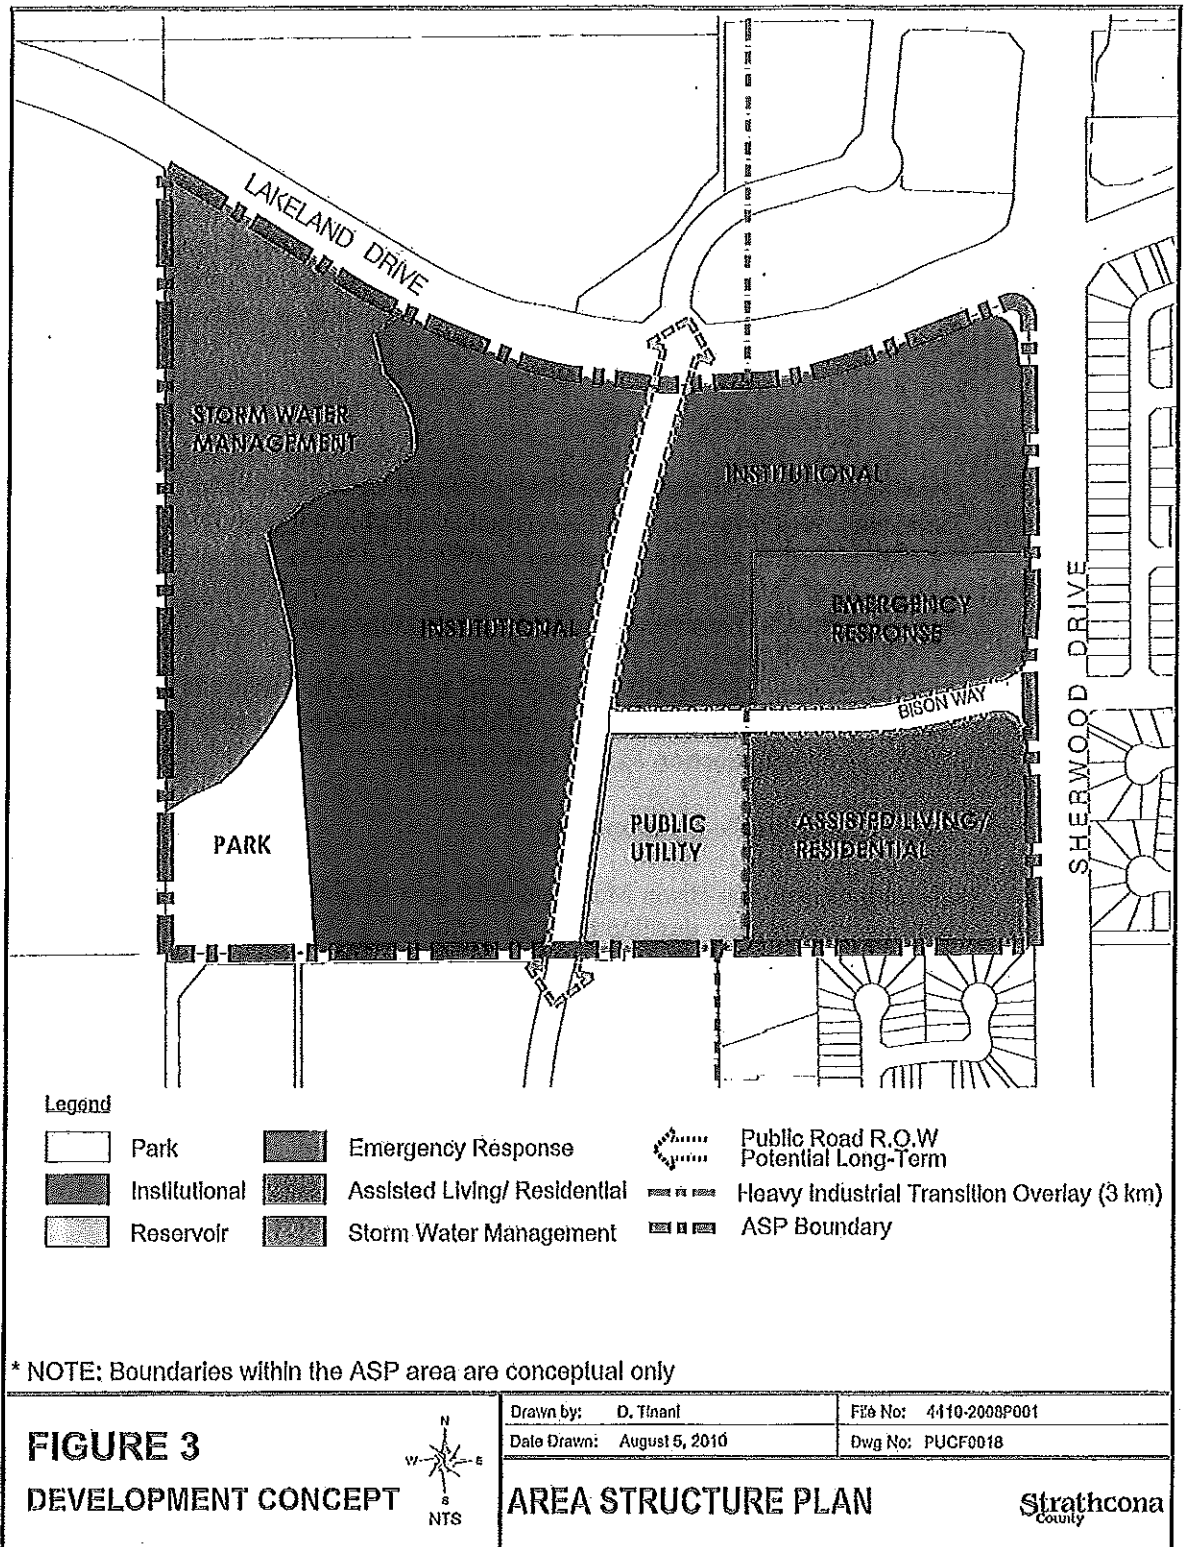 LAKELAND DRIVE
STORM WATER
MANAGEMENT
INSTITUTIONAL
INSTITUTIONAL
EMERGENCY
RESPONSE
BISON WAY
SHERWOOD DRIVE
PUBLIC
UTILITY
ASSISTED LIVING/
RESIDENTIAL
PARK
Legend
Park
Institutional
Reservoir
Emergency Response
Assisted Living/ Residential
Storm Water Management
Public Road R.O.W
Potential Long-Term
Heavy Industrial Transition Overlay (3 km)
ASP Boundary
* NOTE: Boundaries within the ASP area are conceptual only
FIGURE 3
DEVELOPMENT CONCEPT
N
W E
S
NTS
Drawn by: D. Tinant
Date Drawn: August 5, 2010
File No: 4410-2008P001
Dwg No: PUCF0018
AREA STRUCTURE PLAN
Strathcona
County